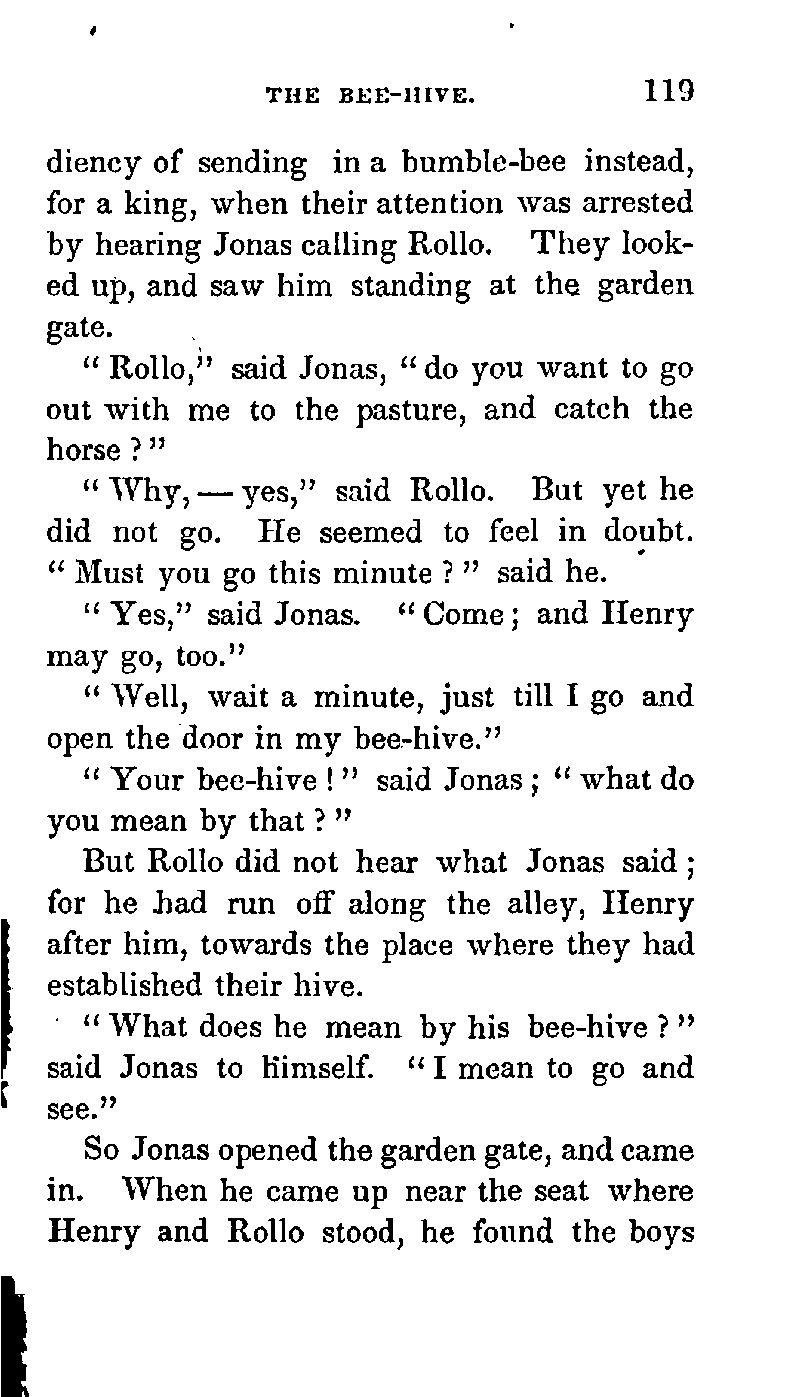 THE BEE-HIVE. 119
diency of sending in a bumble-bee instead,
for a king, when their attention was arrested
by hearing Jonas calling Rollo. They look-
ed up, and saw him standing at the garden
gate.
“ Rollo,” said Jonas, “ do you want to go
out with me to the pasture, and catch the
horse ? ”
“ Why, — yes,” said Rollo. But yet he
did not go. He seemed to feel in doubt.
“ Must you go this minute ? ” said he.
“ Yes,” said Jonas. “ Come ; and Henry
may go, too.”
“ Well, wait a minute, just till I go and
open the door in my bee-hive.”
“ Your bee-hive ! ” said Jonas ; “ what do
you mean by that ? ”
But Rollo did not hear what Jonas said ;
for he had run off along the alley, Henry
after him, towards the place where they had
established their hive.
“ What does he mean by his bee-hive ? ”
said Jonas to himself. “ I mean to go and
see.”
So Jonas opened the garden gate, and came
in. When he came up near the seat where
Henry and Rollo stood, he found the boys